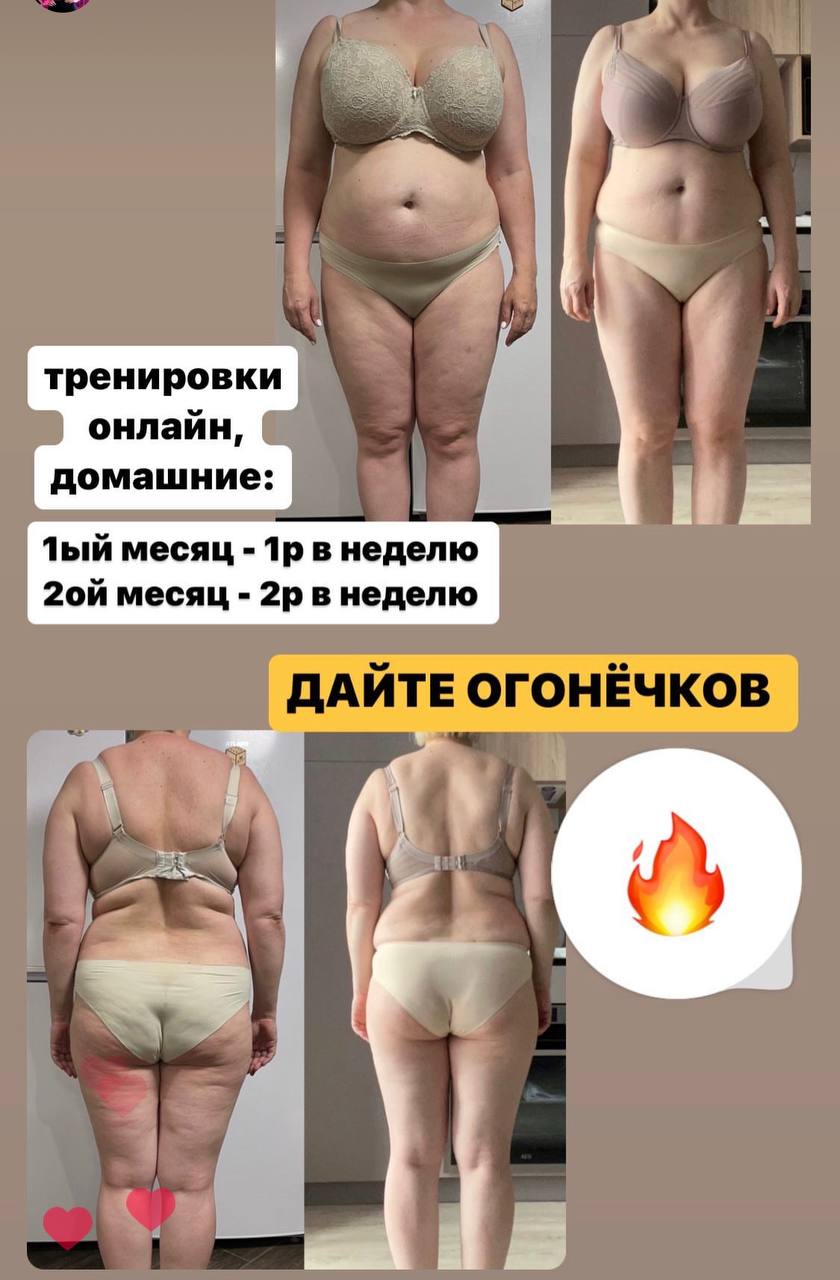 тренировки
онлайн,
домашние:
1ый месяц - 1р в неделю
2ой месяц - 2р в неделю
ДАЙТЕ ОГОНЁЧКОВ